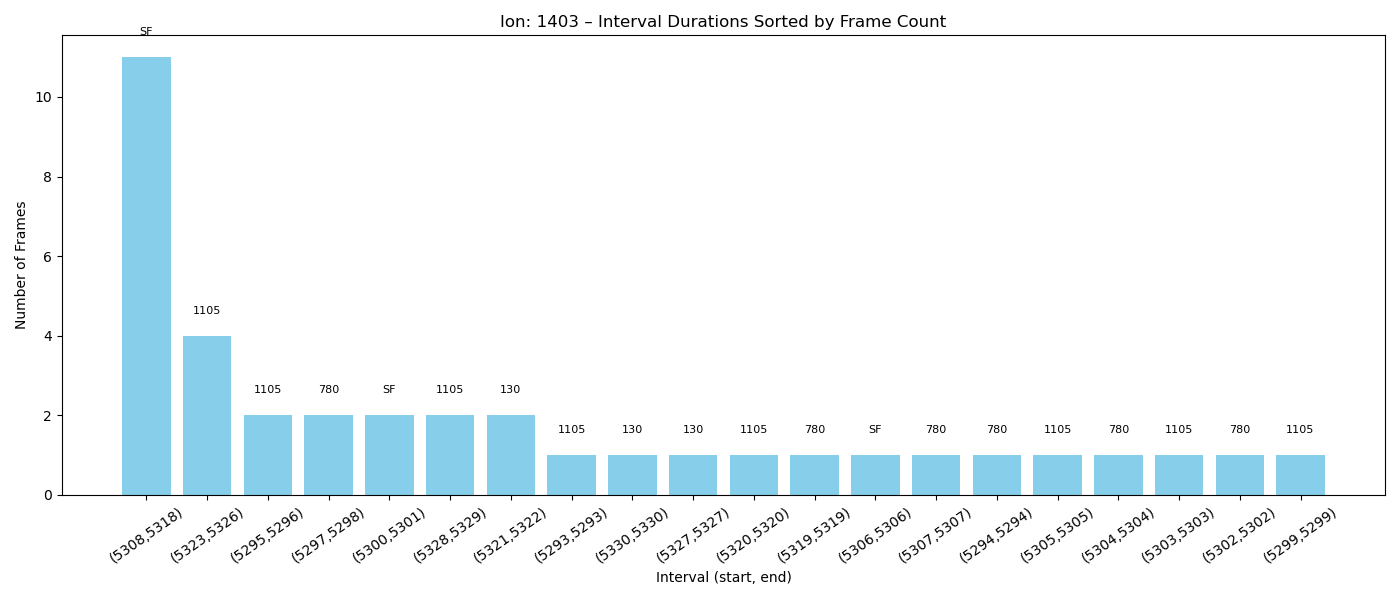 Ion: 1403 – Interval Durations Sorted by Frame Count
SF
10
8
6
4
2
0
Number of Frames
1105
1105 780 SF 1105 130
1105 130 130 1105 780 SF 780 780 1105 780 1105 780 1105
(5308,5318) (5323,5326) (5295,5296) (5297,5298) (5300,5301) (5328,5329) (5321,5322) (5293,5293) (5330,5330) (5327,5327) (5320,5320) (5319,5319) (5306,5306) (5307,5307) (5294,5294) (5305,5305) (5304,5304) (5303,5303) (5302,5302) (5299,5299)
Interval (start, end)